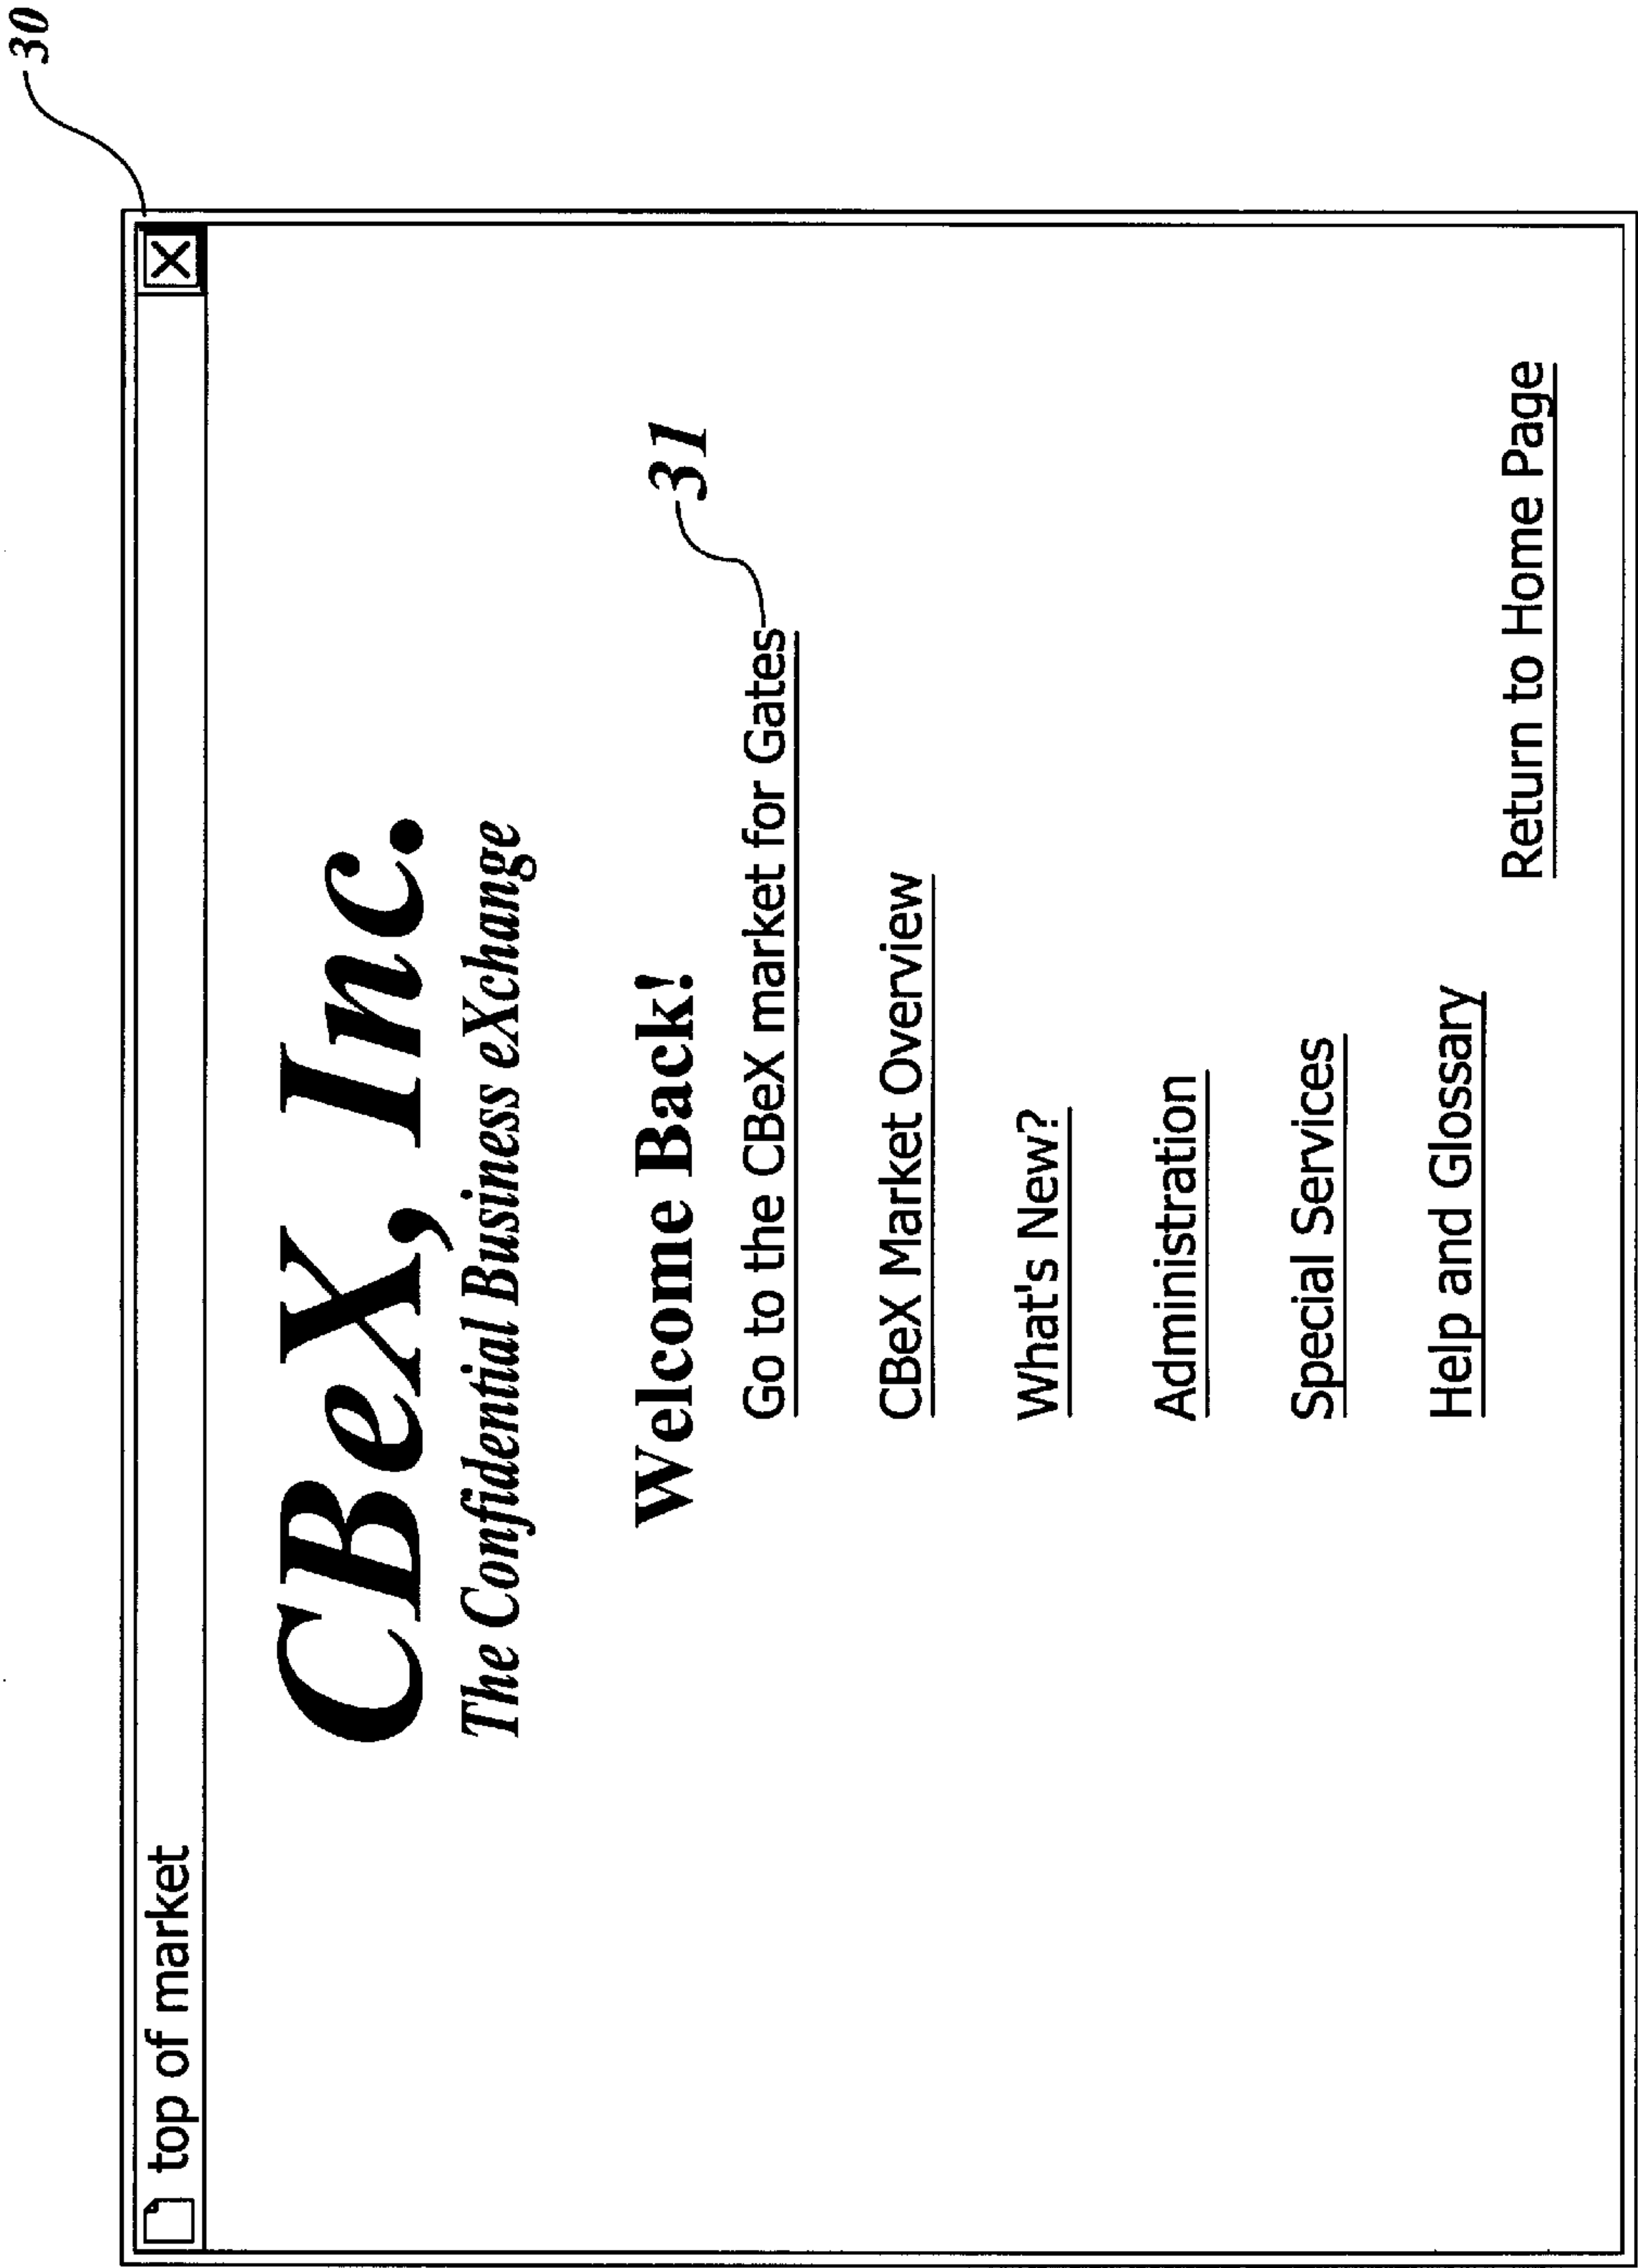 30
top of market
CBeX, Inc.
The Confidential Business eXchange
Welcome Back!
31
Go to the CBeX market for Gates
CBeX Market Overview
What's New?
Administration
Special Services
Help and Glossary
Return to Home Page